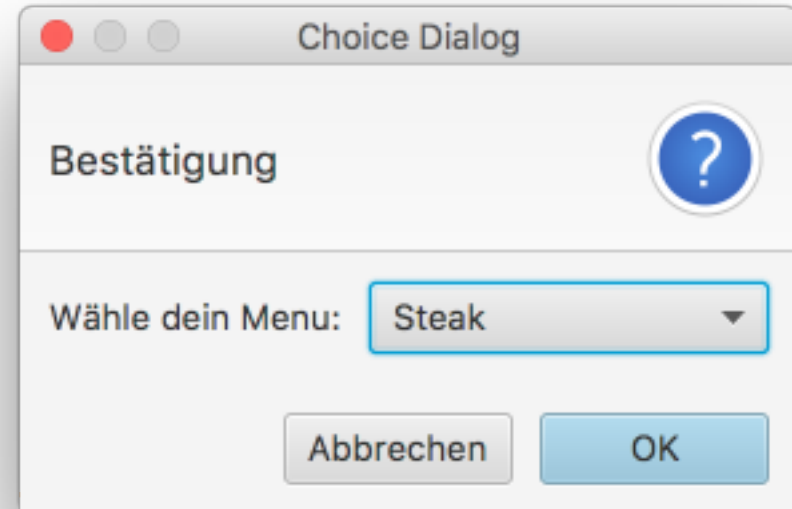 Choice Dialog
Bestätigung
?
Wähle dein Menu: Steak
Abbrechen OK